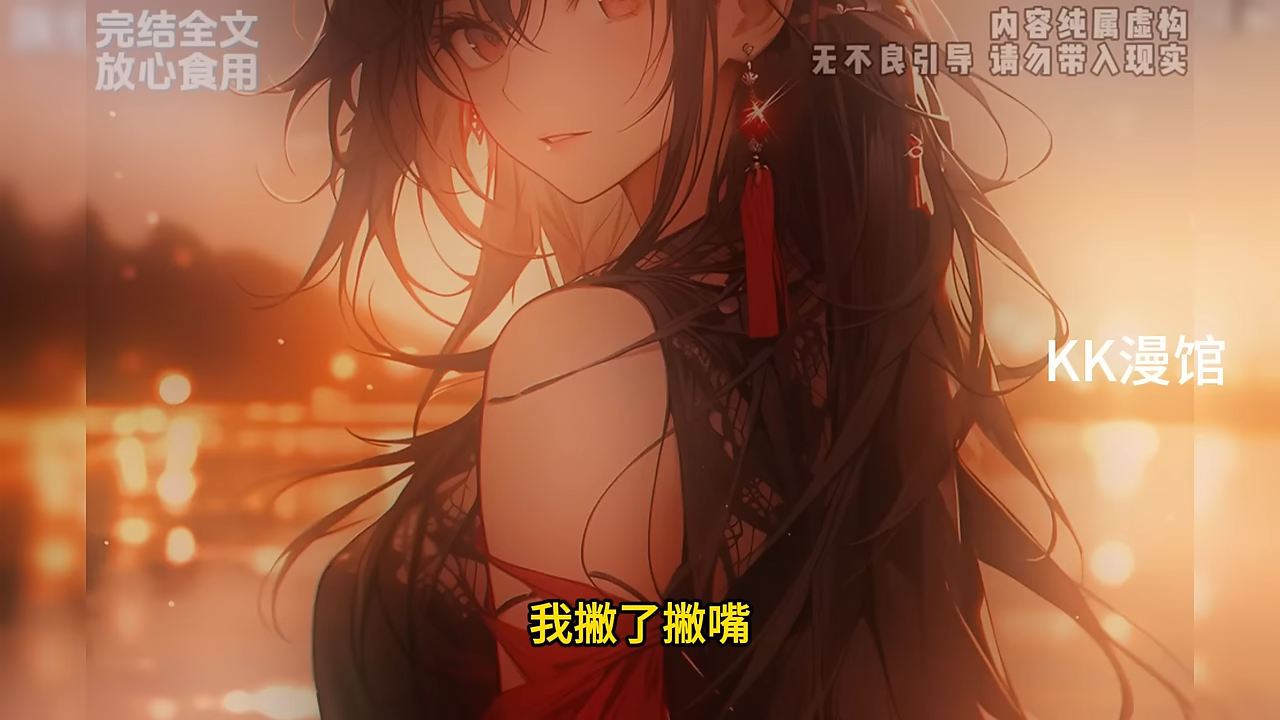 完结全文
放心食用
内容纯属虚构
无不良引导 请勿带入现实
KK漫馆
我撇了撇嘴